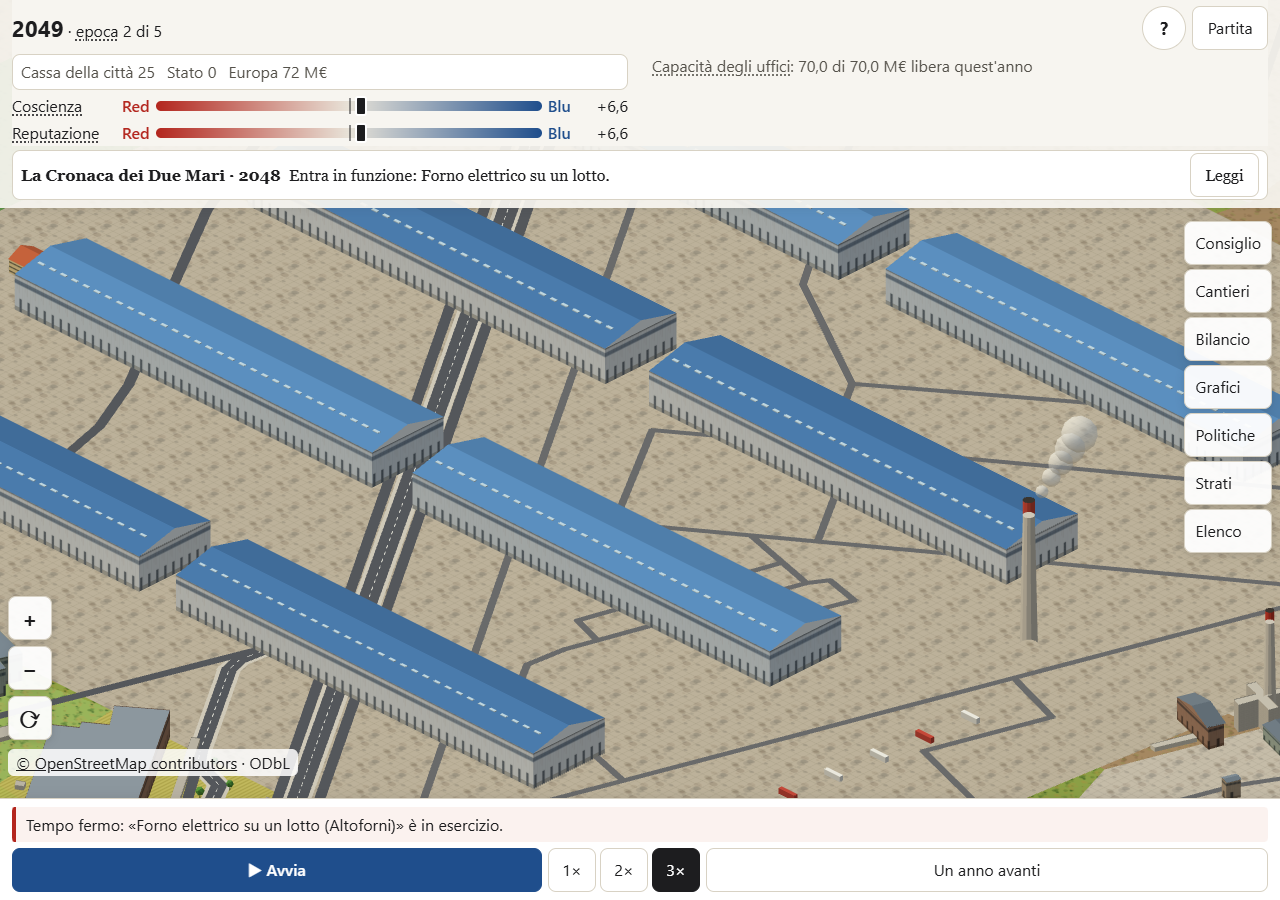 2049 · epoca 2 di 5
?
Partita
Cassa della città 25 Stato 0 Europa 72 M€
Capacità degli uffici: 70,0 di 70,0 M€ libera quest'anno
Coscienza Red Blu +6,6
Reputazione Red Blu +6,6
La Cronaca dei Due Mari · 2048 Entra in funzione: Forno elettrico su un lotto.
Leggi
Consiglio
Cantieri
Bilancio
Grafici
Politiche
Strati
Elenco
+
−
© OpenStreetMap contributors · ODbL
Tempo fermo: «Forno elettrico su un lotto (Altoforni)» è in esercizio.
▶ Avvia
1×
2×
3×
Un anno avanti